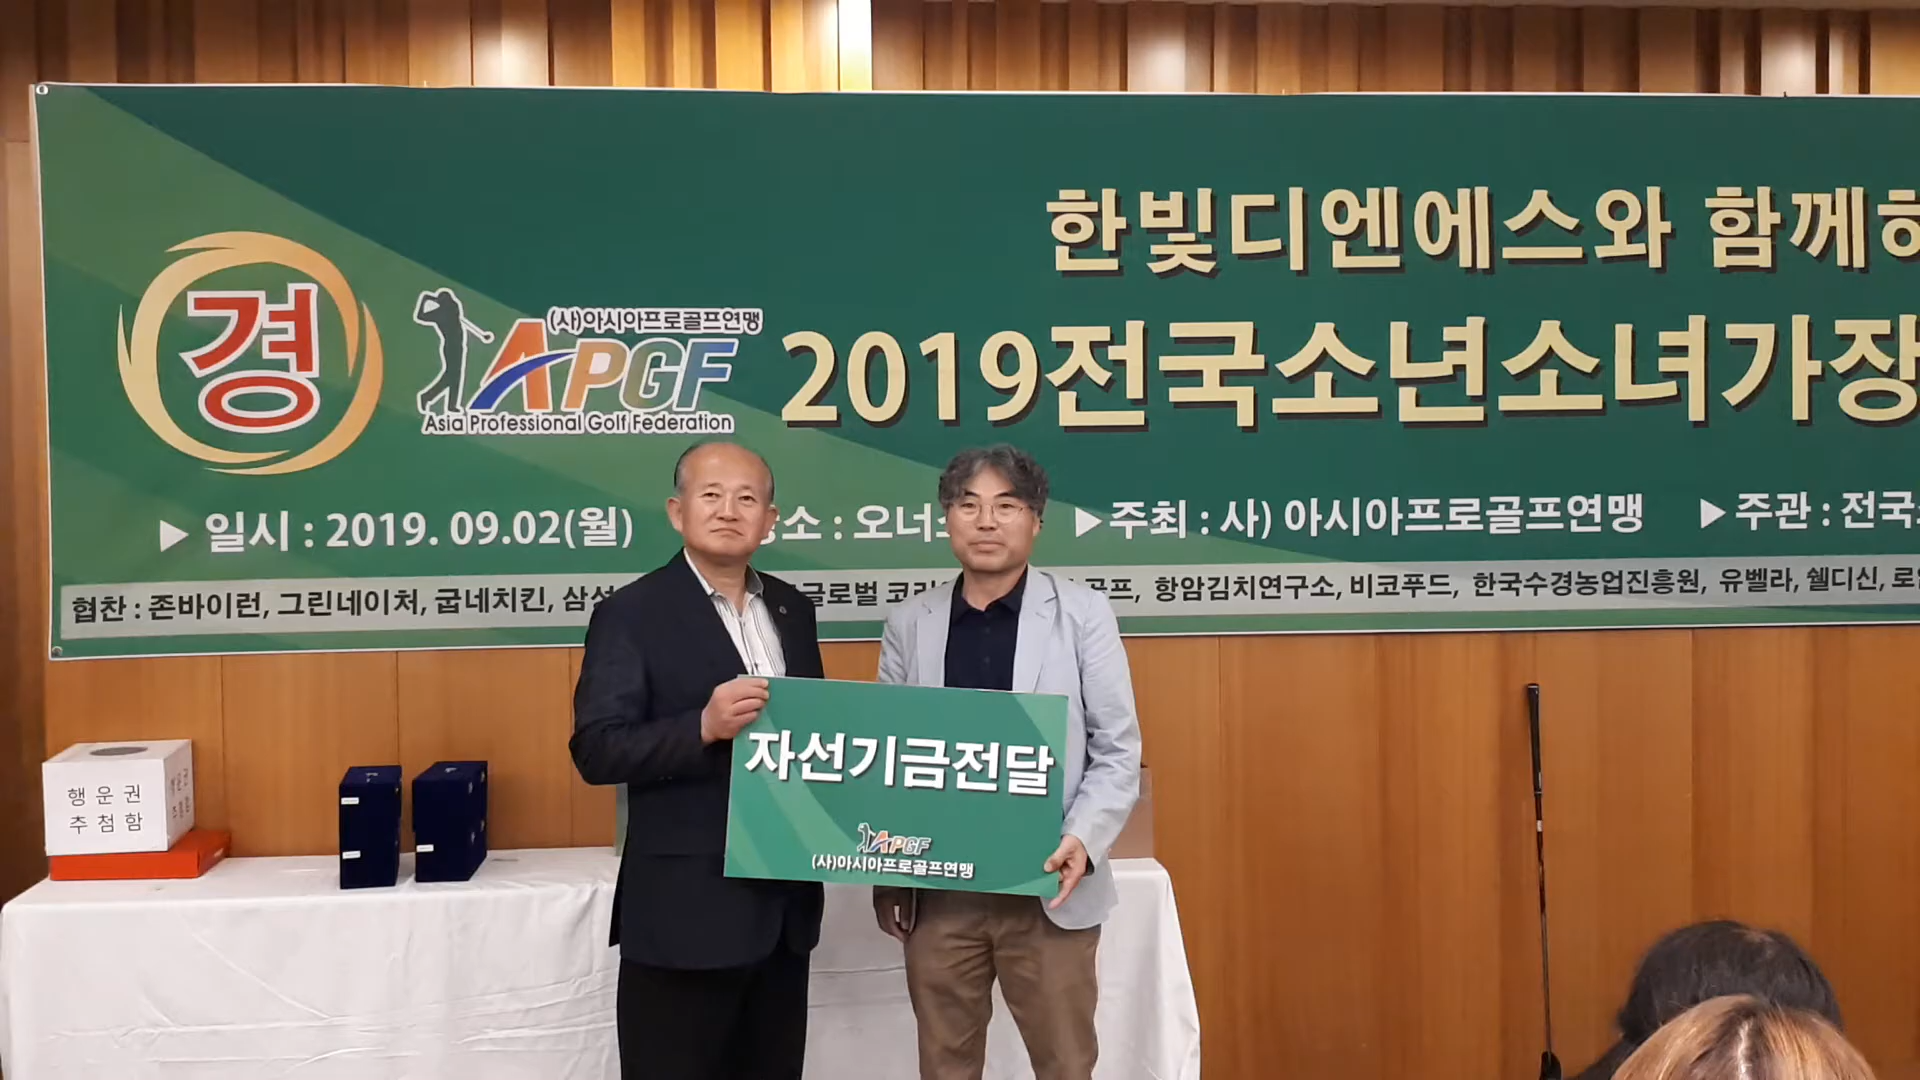 한빛디엔에스와 함께하
경
(사)아시아프로골프연맹
APGF
Asia Professional Golf Federation
2019전국소년소녀가장
▶ 일시 : 2019. 09.02(월)
소 : 오너스
▶주최 : 사) 아시아프로골프연맹
▶주관 : 전국
협찬 : 존바이런, 그린네이처, 굽네치킨, 삼성
글로벌 코리
골프, 항암김치연구소, 비코푸드, 한국수경농업진흥원, 유벨라, 웰디신, 로얄
자선기금전달
APGF
(사)아시아프로골프연맹
행운권
추첨함